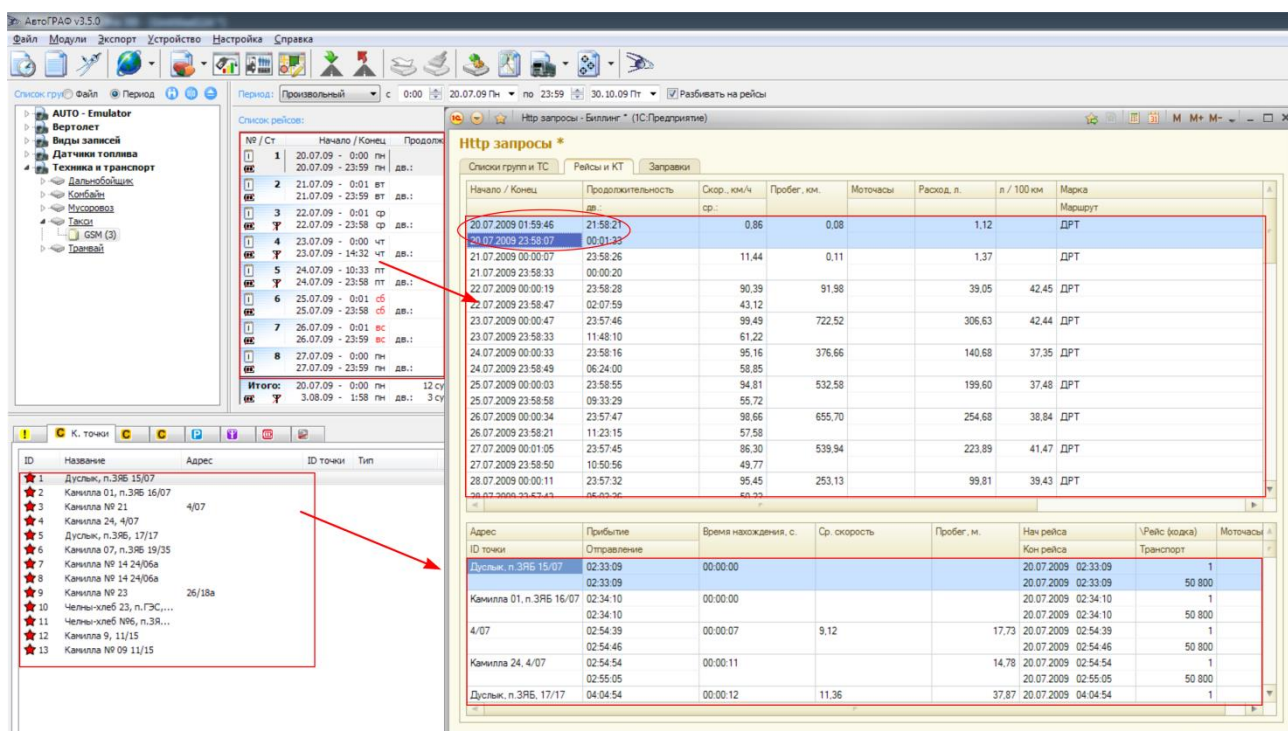 АвтоГРАФ v3.5.0
Файл Модули Экспорт Устройство Настройка Справка
Список гру Файл Период
Период: Произвольный с 0:00 20.07.09 Пн по 23:59 30.10.09 Пт Разбивать на рейсы
AUTO - Emulator
Вертолет
Виды записей
Датчики топлива
Техника и транспорт
Дальнобойщик
Комбайн
Мусоровоз
Такси
GSM (3)
Транвай
Список рейсов:
№ / Ст Начало / Конец Продолж
1 20.07.09 - 0:00 пн
20.07.09 - 23:59 пн дв.:
2 21.07.09 - 0:01 вт
21.07.09 - 23:59 вт дв.:
3 22.07.09 - 0:01 ср
22.07.09 - 23:58 ср дв.:
4 23.07.09 - 0:00 чт
23.07.09 - 14:32 чт дв.:
5 24.07.09 - 10:33 пт
24.07.09 - 23:58 пт дв.:
6 25.07.09 - 0:01 сб
25.07.09 - 23:58 сб дв.:
7 26.07.09 - 0:01 вс
26.07.09 - 23:59 вс дв.:
8 27.07.09 - 0:00 пн
27.07.09 - 23:59 пн дв.:
Итого: 20.07.09 - 0:00 пн 12 су
3.08.09 - 1:58 пн дв.: 3 су
К. точки
ID Название Адрес ID точки Тип
1 Дуслык, п.ЗЯБ 15/07
2 Камилла 01, п.ЗЯБ 16/07
3 Камилла № 21 4/07
4 Камилла 24, 4/07
5 Дуслык, п.ЗЯБ, 17/17
6 Камилла 07, п.ЗЯБ 19/35
7 Камилла № 14 24/06а
8 Камилла № 14 24/06а
9 Камилла № 23 26/18а
10 Челны-хлеб 23, п.ГЭС,...
11 Челны-хлеб №96, п.ЗЯ...
12 Камилла 9, 11/15
13 Камилла № 09 11/15
Http запросы - Биллинг * (1С:Предприятие) M M+ M-
Http запросы *
Списки групп и ТС Рейсы и КТ Заправки
Начало / Конец Продолжительность Скор., км/ч Пробег, км. Моточасы Расход, л. л / 100 км Марка
дв.: ср.: Маршрут
20.07.2009 01:59:46 21:58:21 0,86 0,08 1,12 ДРТ
20.07.2009 23:58:07 00:01:33
21.07.2009 00:00:07 23:58:26 11,44 0,11 1,37 ДРТ
21.07.2009 23:58:33 00:00:20
22.07.2009 00:00:19 23:58:28 90,39 91,98 39,05 42,45 ДРТ
22.07.2009 23:58:47 02:07:59 43,12
23.07.2009 00:00:47 23:57:46 99,49 722,52 306,63 42,44 ДРТ
23.07.2009 23:58:33 11:48:10 61,22
24.07.2009 00:00:33 23:58:16 95,16 376,66 140,68 37,35 ДРТ
24.07.2009 23:58:49 06:24:00 58,85
25.07.2009 00:00:03 23:58:55 94,81 532,58 199,60 37,48 ДРТ
25.07.2009 23:58:58 09:33:29 55,72
26.07.2009 00:00:34 23:57:47 98,66 655,70 254,68 38,84 ДРТ
26.07.2009 23:58:21 11:23:15 57,58
27.07.2009 00:01:05 23:57:45 86,30 539,94 223,89 41,47 ДРТ
27.07.2009 23:58:50 10:50:56 49,77
28.07.2009 00:00:11 23:57:32 95,45 253,13 99,81 39,43 ДРТ
Адрес Прибытие Время нахождения, с. Ср. скорость Пробег, м. Нач рейса \Рейс (ходка) Моточасы
ID точки Отправление Кон рейса Транспорт
Дуслык, п.ЗЯБ 15/07 02:33:09 00:00:00 20.07.2009 02:33:09 1
02:33:09 20.07.2009 02:33:09 50 800
Камилла 01, п.ЗЯБ 16/07 02:34:10 00:00:00 20.07.2009 02:34:10 1
02:34:10 20.07.2009 02:34:10 50 800
4/07 02:54:39 00:00:07 9,12 17,73 20.07.2009 02:54:39 1
02:54:46 20.07.2009 02:54:46 50 800
Камилла 24, 4/07 02:54:54 00:00:11 14,78 20.07.2009 02:54:54 1
02:55:05 20.07.2009 02:55:05 50 800
Дуслык, п.ЗЯБ, 17/17 04:04:54 00:00:12 11,36 37,87 20.07.2009 04:04:54 1